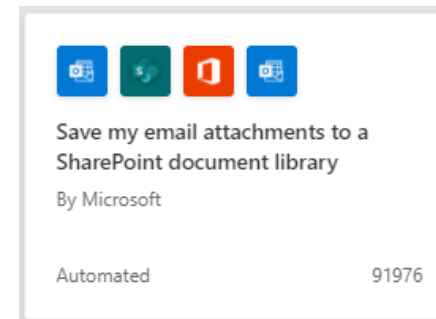 Save my email attachments to a
SharePoint document library
By Microsoft
Automated 91976